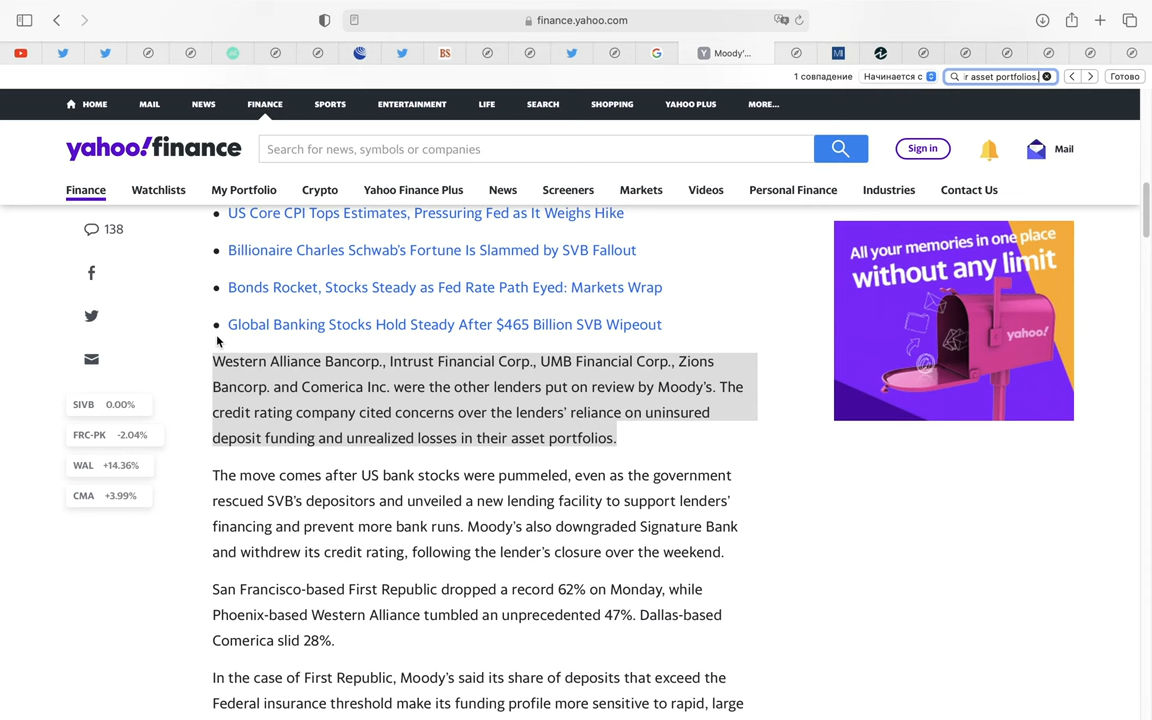 finance.yahoo.com
BS
Y Moody'...
M
1 совпадение
Начинается с
r asset portfolios.
Готово
HOME MAIL NEWS FINANCE SPORTS ENTERTAINMENT LIFE SEARCH SHOPPING YAHOO PLUS MORE...
yahoo!finance
Search for news, symbols or companies
Sign in
Mail
Finance Watchlists My Portfolio Crypto Yahoo Finance Plus News Screeners Markets Videos Personal Finance Industries Contact Us
138
SIVB 0.00%
FRC-PK -2.04%
WAL +14.36%
CMA +3.99%
• US Core CPI Tops Estimates, Pressuring Fed as It Weighs Hike
• Billionaire Charles Schwab's Fortune Is Slammed by SVB Fallout
• Bonds Rocket, Stocks Steady as Fed Rate Path Eyed: Markets Wrap
• Global Banking Stocks Hold Steady After $465 Billion SVB Wipeout
Western Alliance Bancorp., Intrust Financial Corp., UMB Financial Corp., Zions
Bancorp. and Comerica Inc. were the other lenders put on review by Moody's. The
credit rating company cited concerns over the lenders' reliance on uninsured
deposit funding and unrealized losses in their asset portfolios.
The move comes after US bank stocks were pummeled, even as the government
rescued SVB's depositors and unveiled a new lending facility to support lenders'
financing and prevent more bank runs. Moody's also downgraded Signature Bank
and withdrew its credit rating, following the lender's closure over the weekend.
San Francisco-based First Republic dropped a record 62% on Monday, while
Phoenix-based Western Alliance tumbled an unprecedented 47%. Dallas-based
Comerica slid 28%.
In the case of First Republic, Moody's said its share of deposits that exceed the
Federal insurance threshold make its funding profile more sensitive to rapid, large
All your memories in one place
without any limit
yahoo!